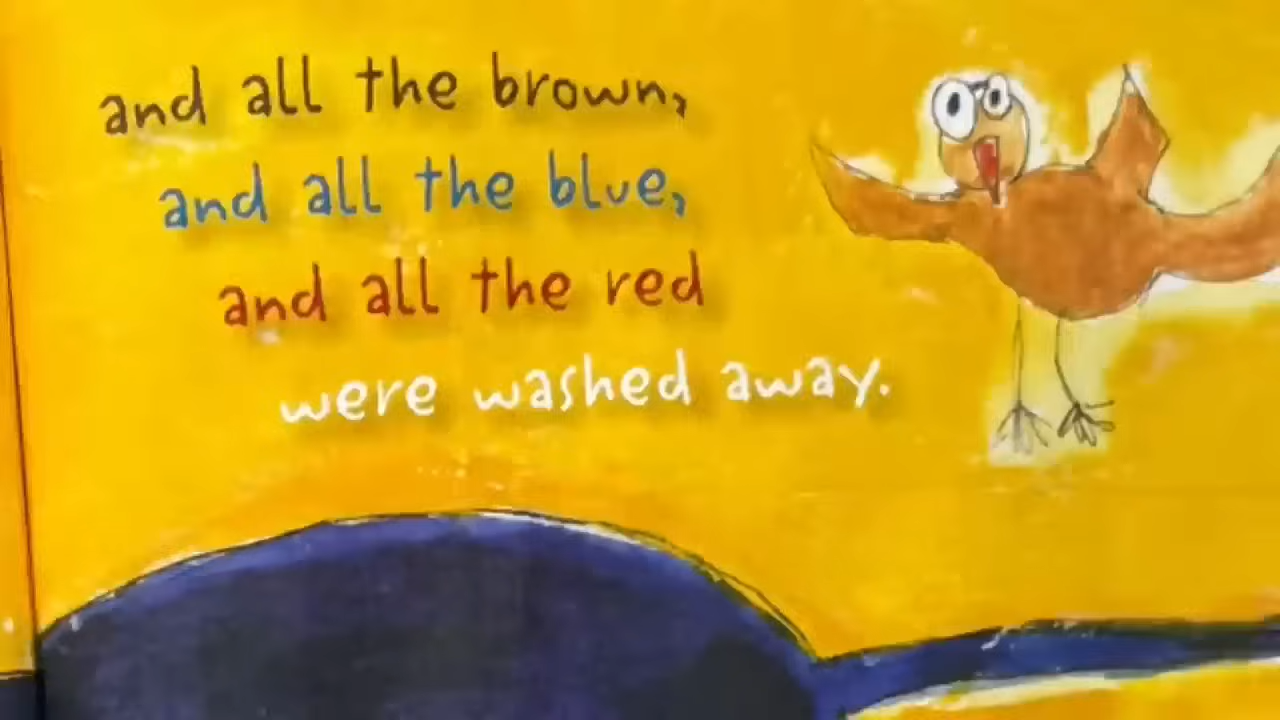 and all the brown,
and all the blue,
and all the red
were washed away.